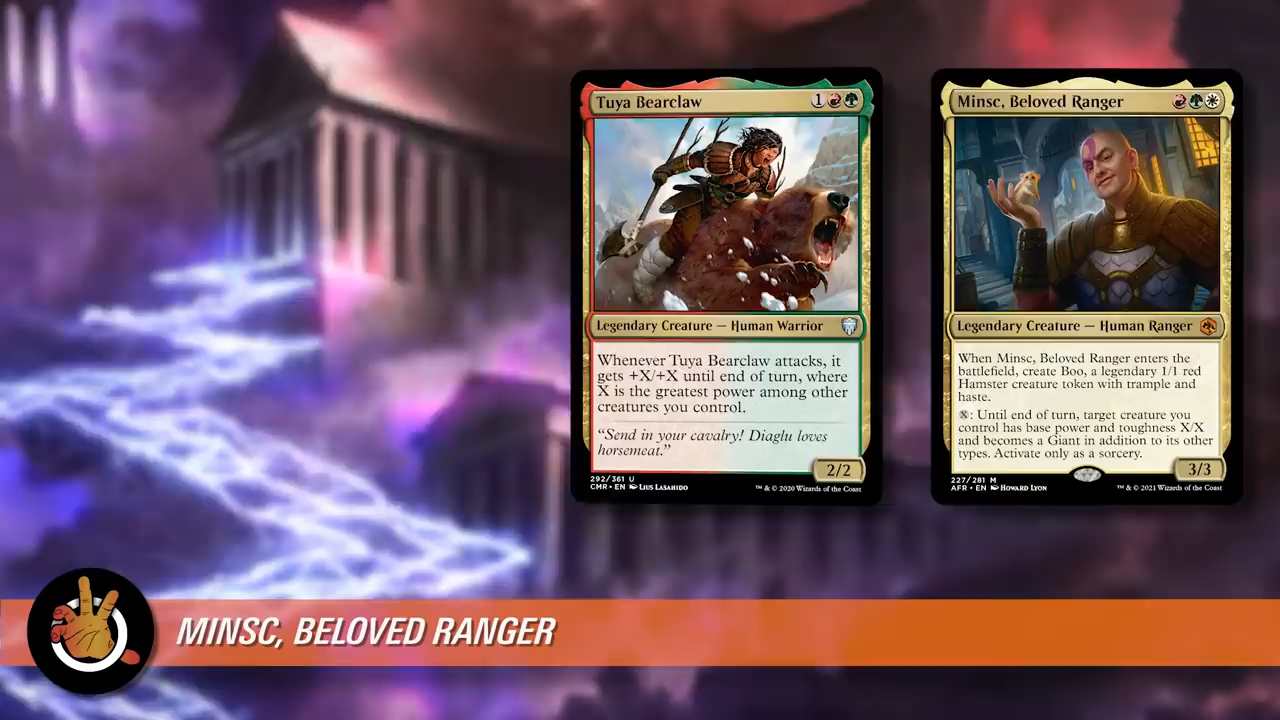 Tuya Bearclaw
1
Legendary Creature — Human Warrior
Whenever Tuya Bearclaw attacks, it
gets +X/+X until end of turn, where
X is the greatest power among other
creatures you control.
“Send in your cavalry! Diaglu loves
horsemeat.”
2/2
292/361 U
CMR • EN Lius Lasahido
™ & © 2020 Wizards of the Coast
Minsc, Beloved Ranger
Legendary Creature — Human Ranger
When Minsc, Beloved Ranger enters the
battlefield, create Boo, a legendary 1/1 red
Hamster creature token with trample and
haste.
X: Until end of turn, target creature you
control has base power and toughness X/X
and becomes a Giant in addition to its other
types. Activate only as a sorcery.
3/3
227/281 M
AFR • EN Howard Lyon
™ & © 2021 Wizards of the Coast
MINSC, BELOVED RANGER